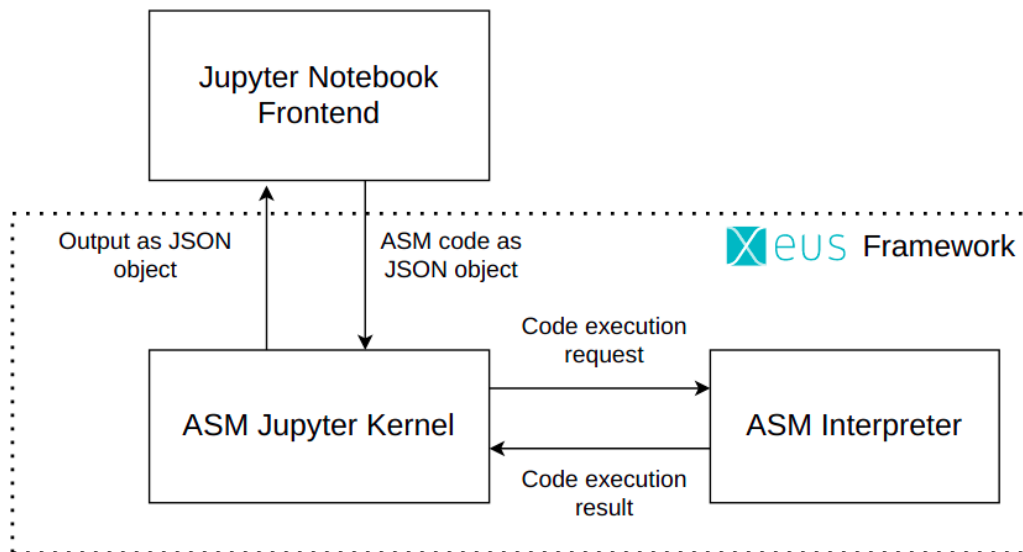 Jupyter Notebook
Frontend
Output as JSON
object
ASM code as
JSON object
Xeus Framework
Code execution
request
ASM Jupyter Kernel
ASM Interpreter
Code execution
result